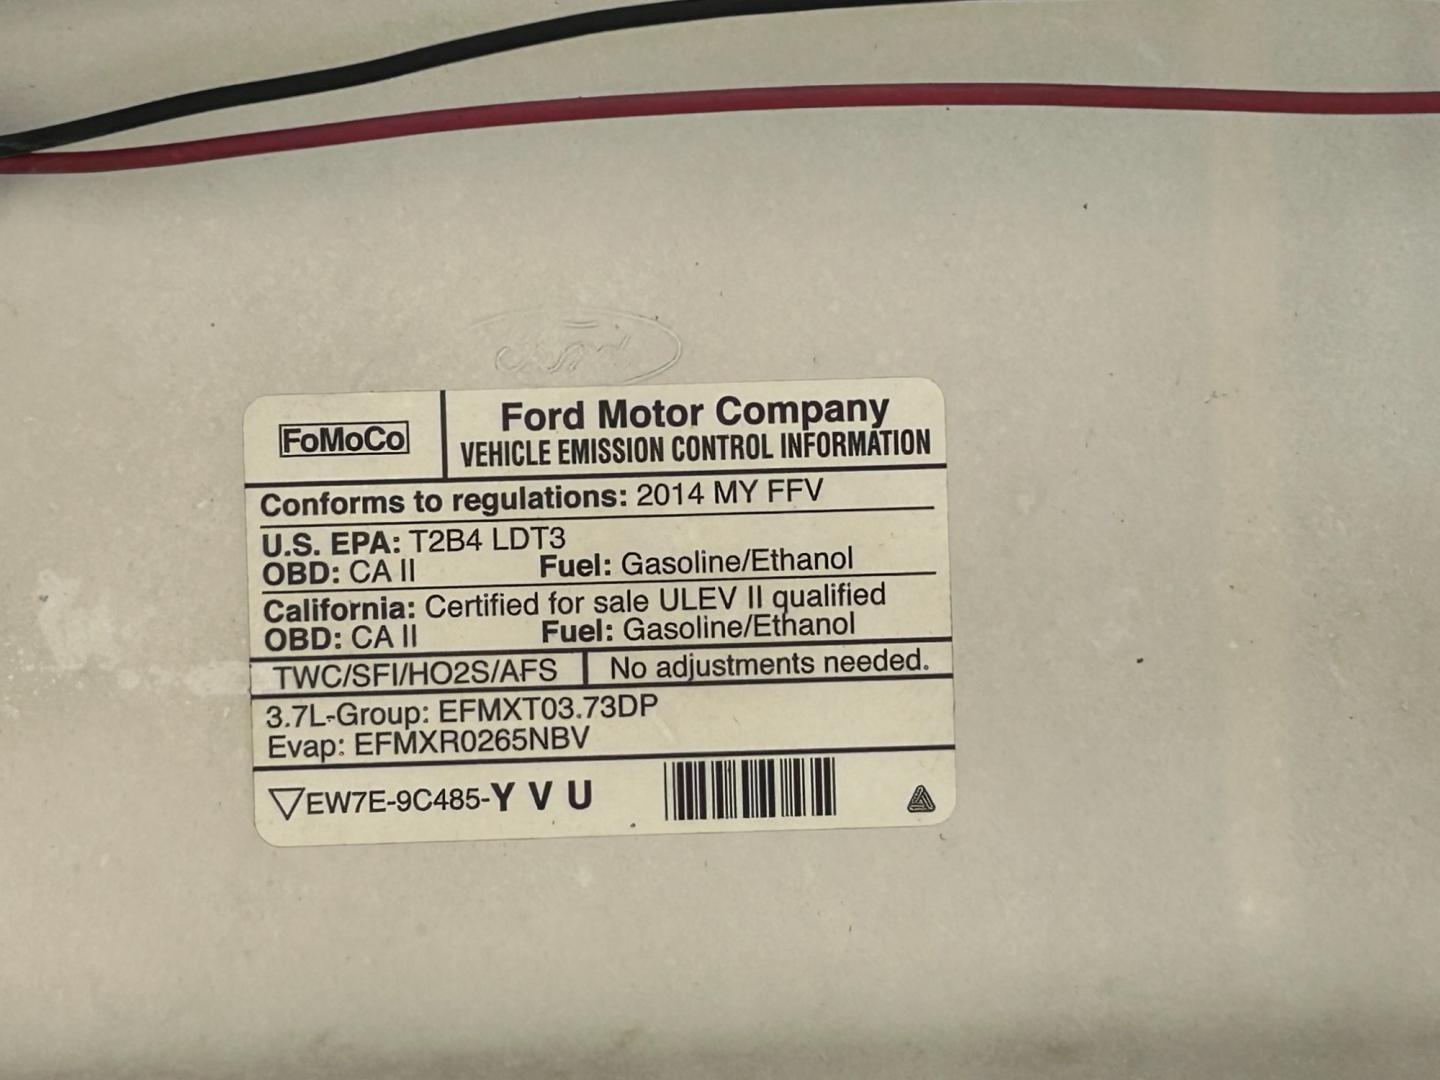 Ford
FoMoCo
Ford Motor Company
VEHICLE EMISSION CONTROL INFORMATION
Conforms to regulations: 2014 MY FFV
U.S. EPA: T2B4 LDT3
OBD: CA II Fuel: Gasoline/Ethanol
California: Certified for sale ULEV II qualified
OBD: CA II Fuel: Gasoline/Ethanol
TWC/SFI/HO2S/AFS No adjustments needed.
3.7L-Group: EFMXT03.73DP
Evap: EFMXR0265NBV
EW7E-9C485-Y V U